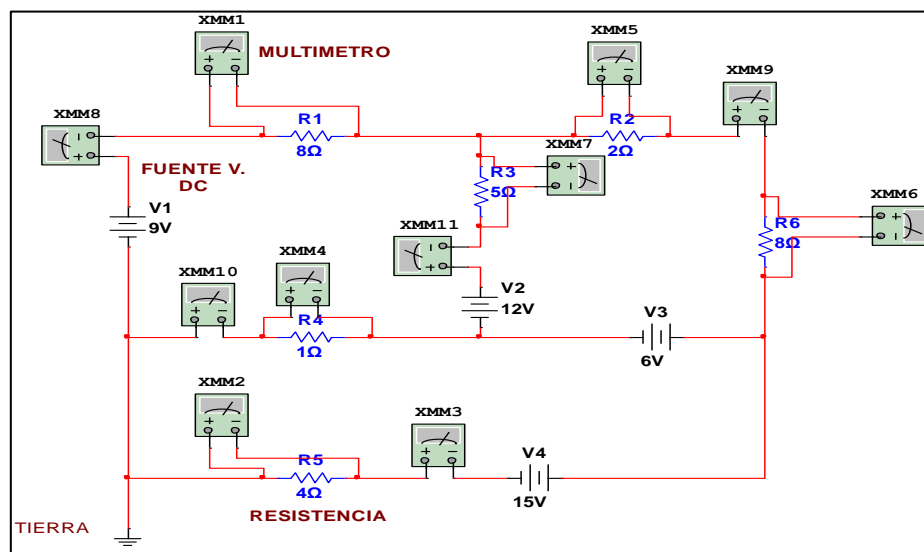 XMM1
MULTIMETRO
XMM5
XMM9
XMM8
R1
8Ω
R2
2Ω
XMM7
FUENTE V.
DC
R3
5Ω
V1
9V
XMM11
XMM6
R6
8Ω
XMM10
XMM4
V2
12V
R4
1Ω
V3
6V
XMM2
XMM3
R5
4Ω
V4
15V
RESISTENCIA
TIERRA